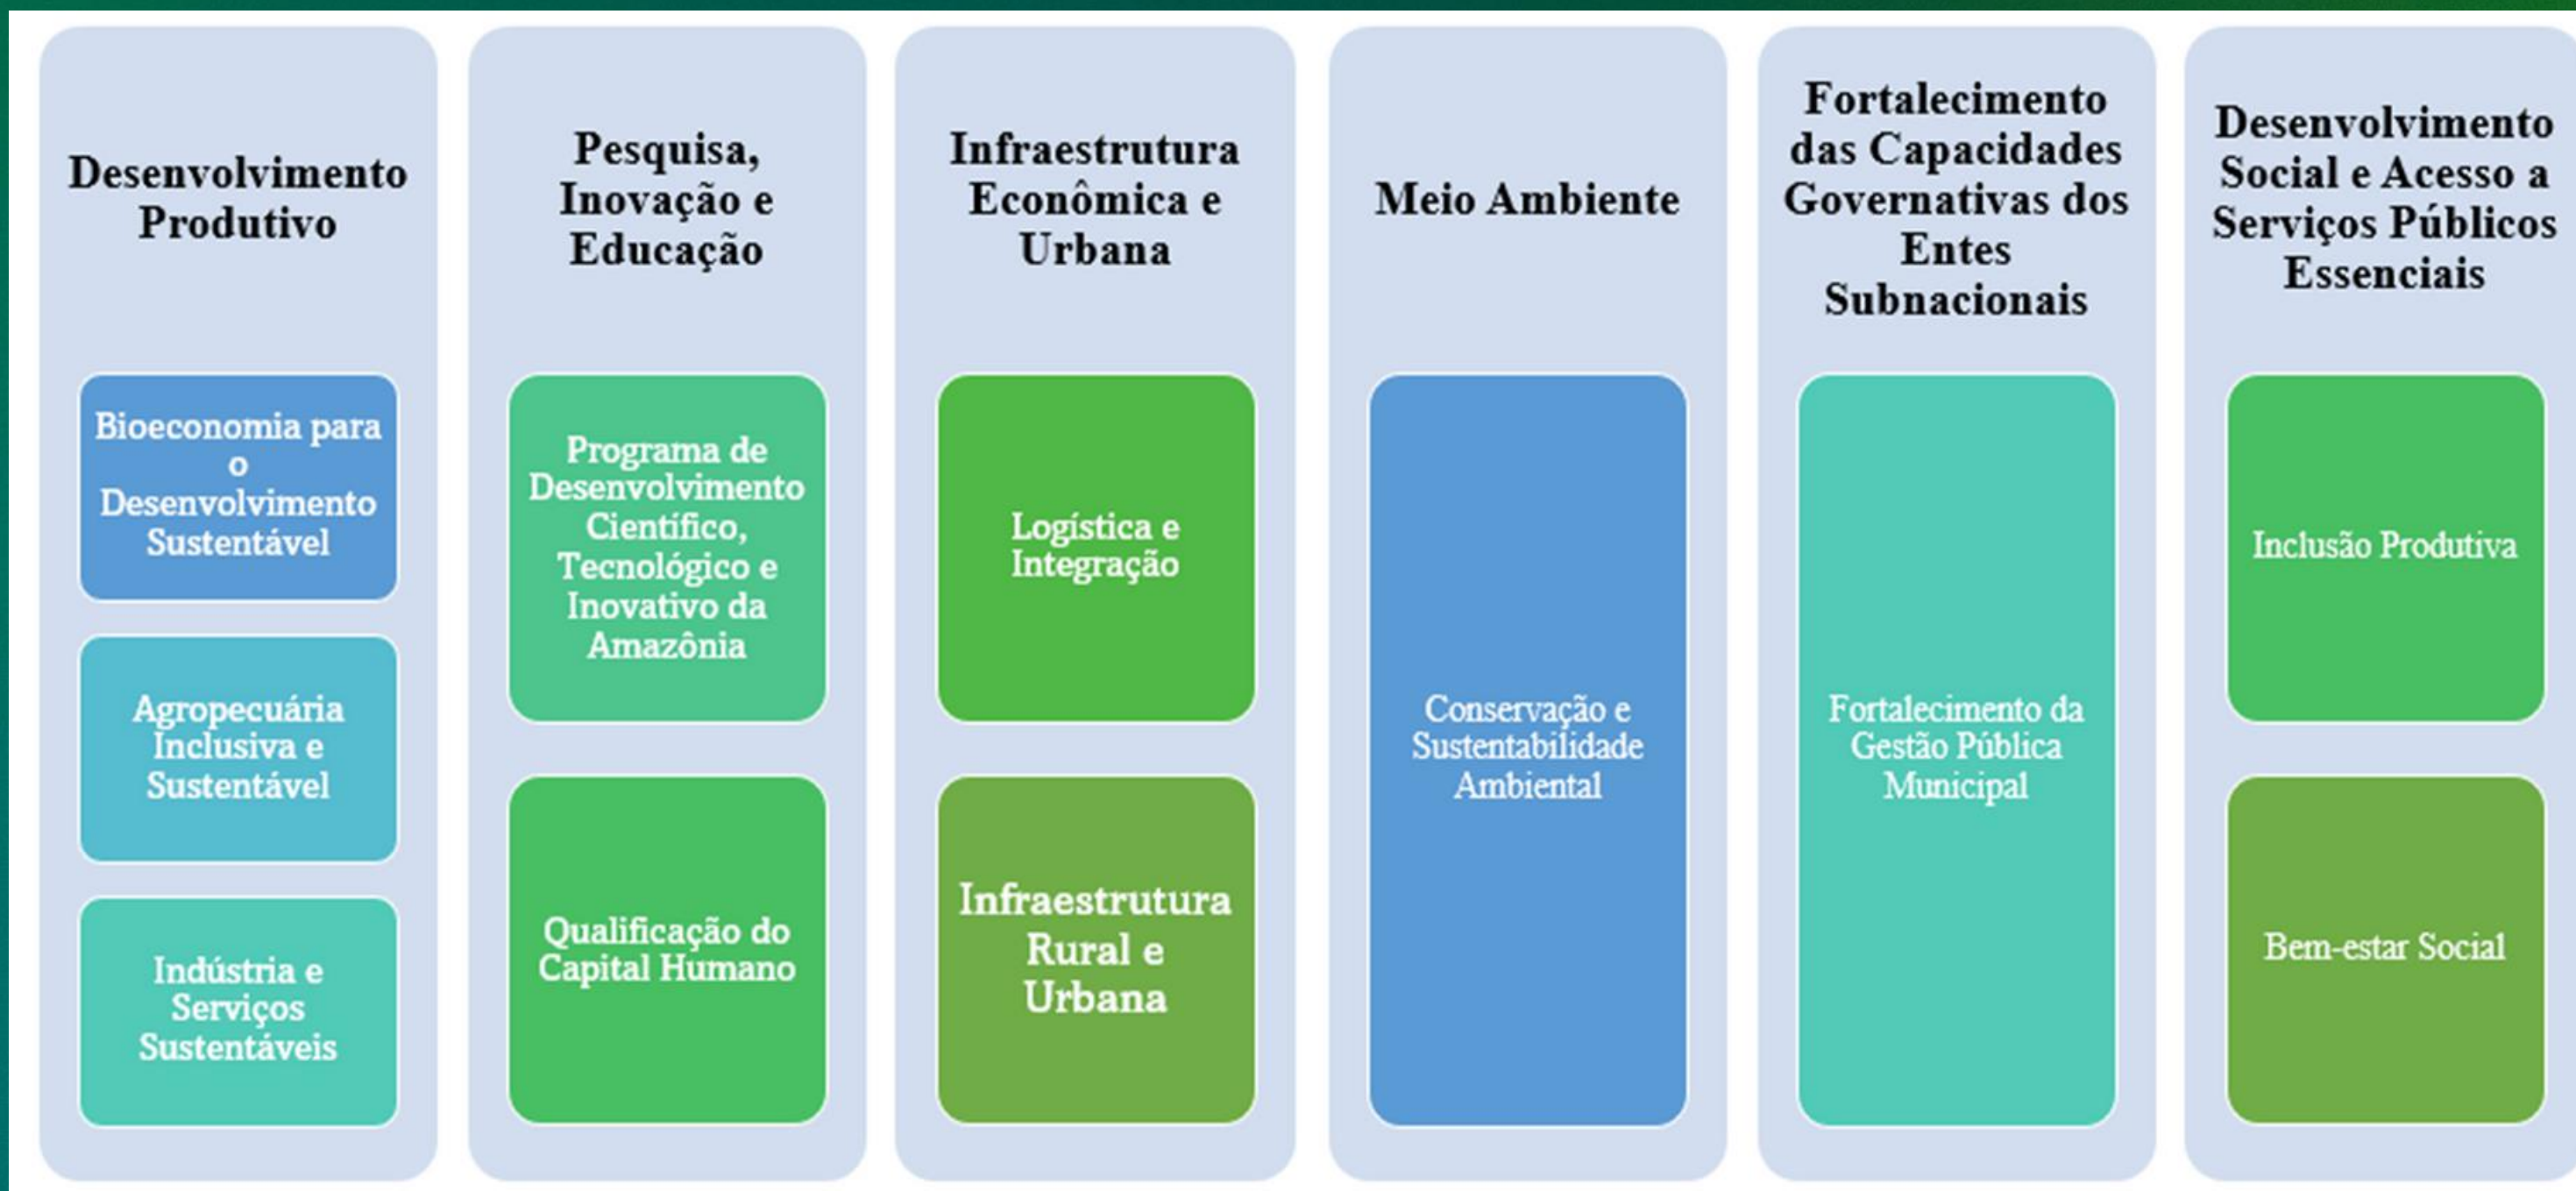 Desenvolvimento
Produtivo
Bioeconomia para
o
Desenvolvimento
Sustentável
Agropecuária
Inclusiva e
Sustentável
Indústria e
Serviços
Sustentáveis
Pesquisa,
Inovação e
Educação
Programa de
Desenvolvimento
Científico,
Tecnológico e
Inovativo da
Amazônia
Qualificação do
Capital Humano
Infraestrutura
Econômica e
Urbana
Logística e
Integração
Infraestrutura
Rural e
Urbana
Meio Ambiente
Conservação e
Sustentabilidade
Ambiental
Fortalecimento
das Capacidades
Governativas dos
Entes
Subnacionais
Fortalecimento da
Gestão Pública
Municipal
Desenvolvimento
Social e Acesso a
Serviços Públicos
Essenciais
Inclusão Produtiva
Bem-estar Social